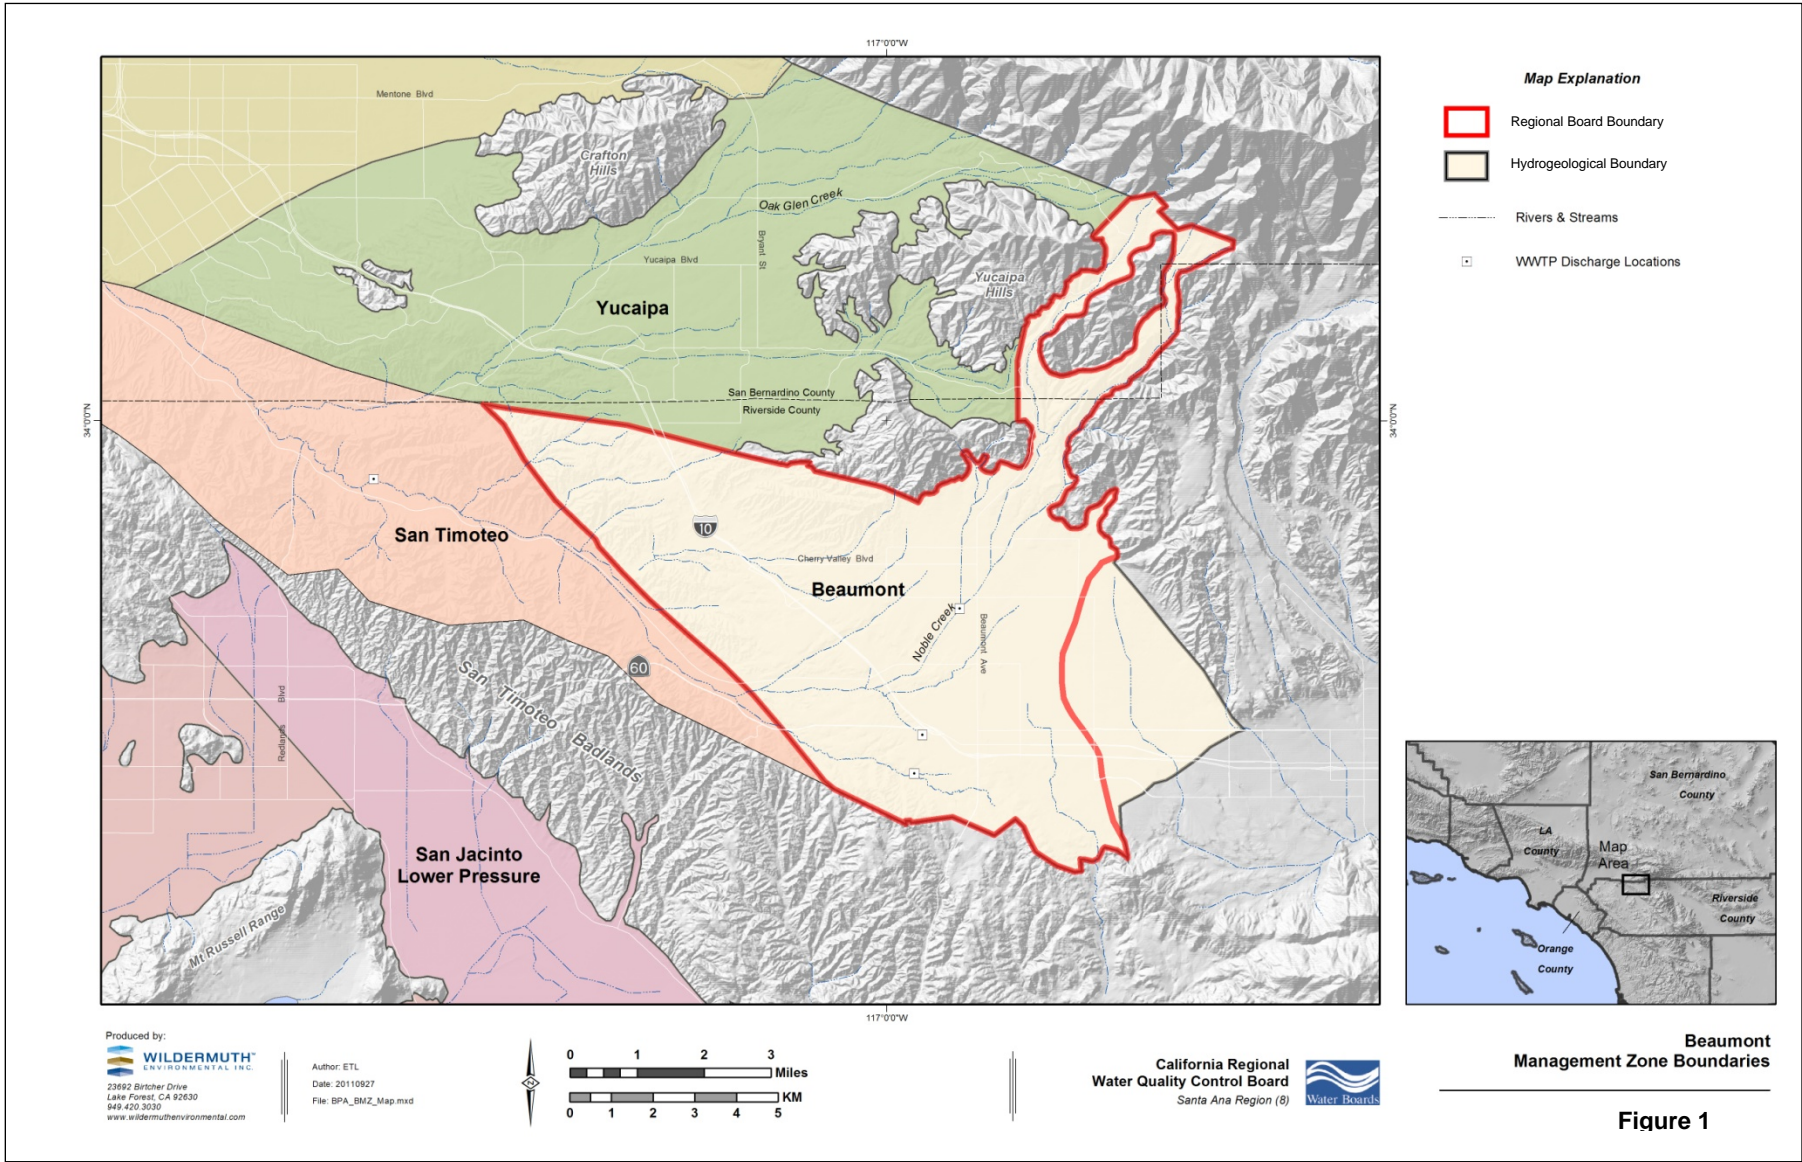 117°0'0"W
Mentone Blvd
Crafton
Hills
Oak Glen Creek
Bryant St
Yucaipa Blvd
Yucaipa
Hills
Yucaipa
San Bernardino County
Riverside County
34°0'0"N
34°0'0"N
San Timoteo
10
Cherry Valley Blvd
Beaumont
Noble Creek
Beaumont Ave
60
San Timoteo Badlands
Redlands Blvd
San Jacinto
Lower Pressure
Mt Russell Range
117°0'0"W
Map Explanation
Regional Board Boundary
Hydrogeological Boundary
Rivers & Streams
WWTP Discharge Locations
San Bernardino
County
LA
County
Map
Area
Riverside
County
Orange
County
Produced by:
WILDERMUTH™
ENVIRONMENTAL INC.
23692 Birtcher Drive
Lake Forest, CA 92630
949.420.3030
www.wildermuthenvironmental.com
Author: ETL
Date: 20110927
File: BPA_BMZ_Map.mxd
N
0 1 2 3
Miles
KM
0 1 2 3 4 5
California Regional
Water Quality Control Board
Santa Ana Region (8)
Water Boards
Beaumont
Management Zone Boundaries
Figure 1